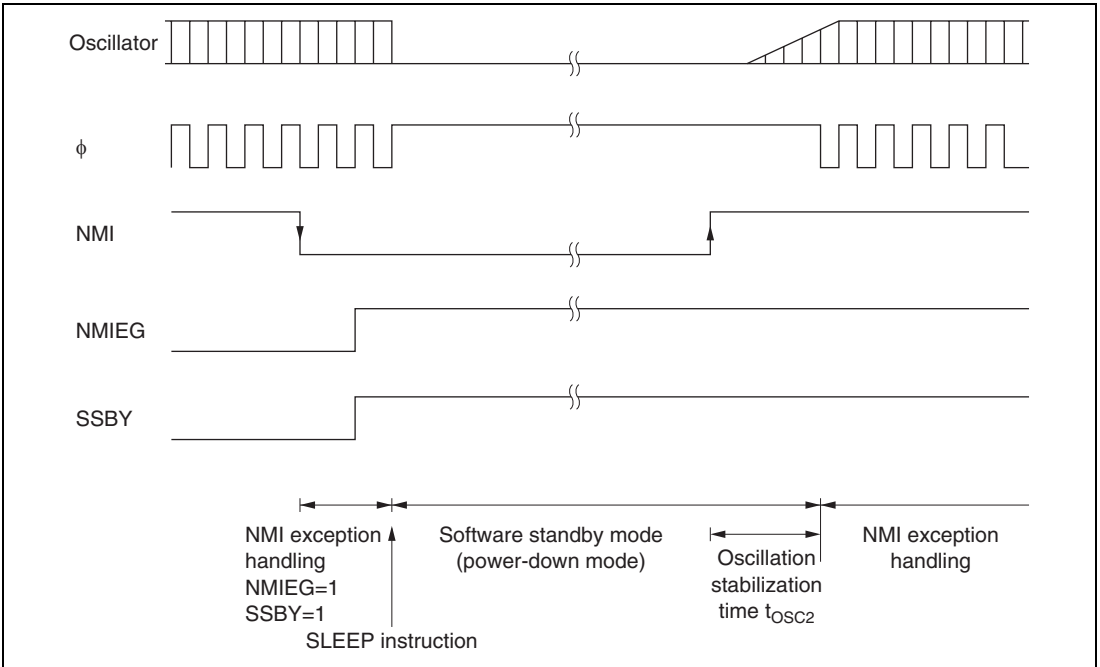 Oscillator
ϕ
NMI
NMIEG
SSBY
NMI exception
handling
NMIEG=1
SSBY=1
SLEEP instruction
Software standby mode
(power-down mode)
Oscillation
stabilization
time tOSC2
NMI exception
handling